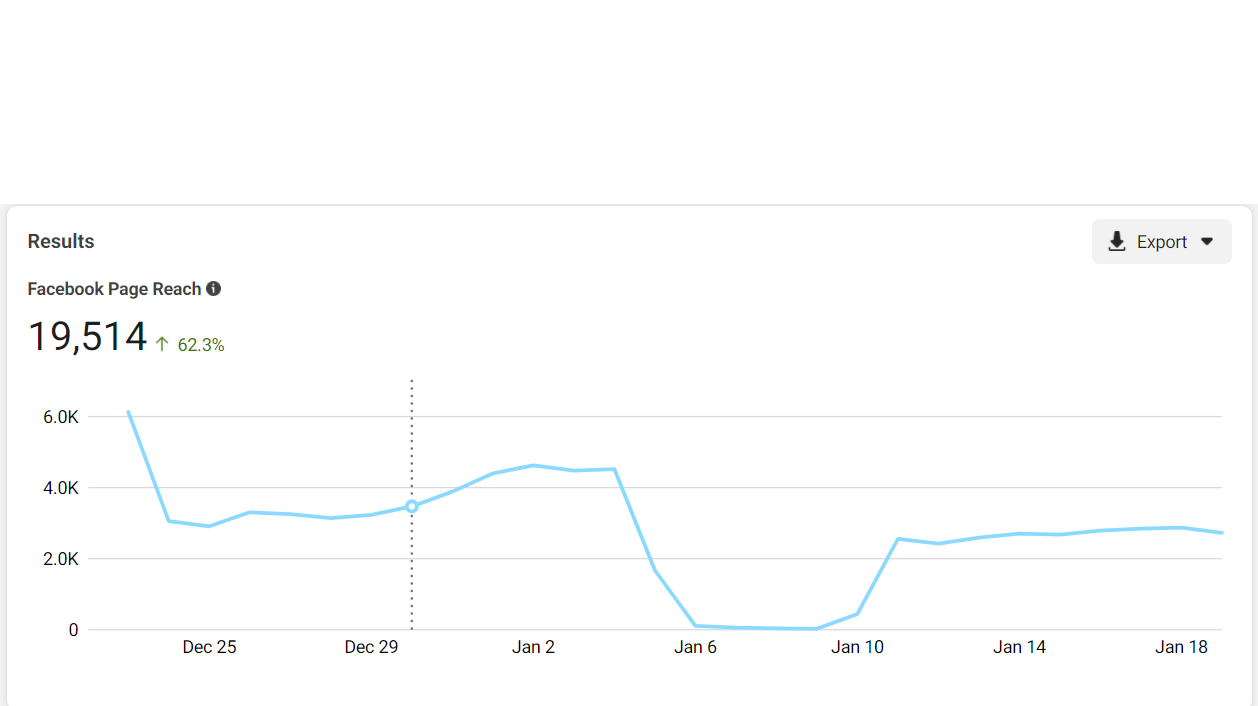 Results
Export
Facebook Page Reach
19,514 ↑ 62.3%
6.0K
4.0K
2.0K
0
Dec 25 Dec 29 Jan 2 Jan 6 Jan 10 Jan 14 Jan 18